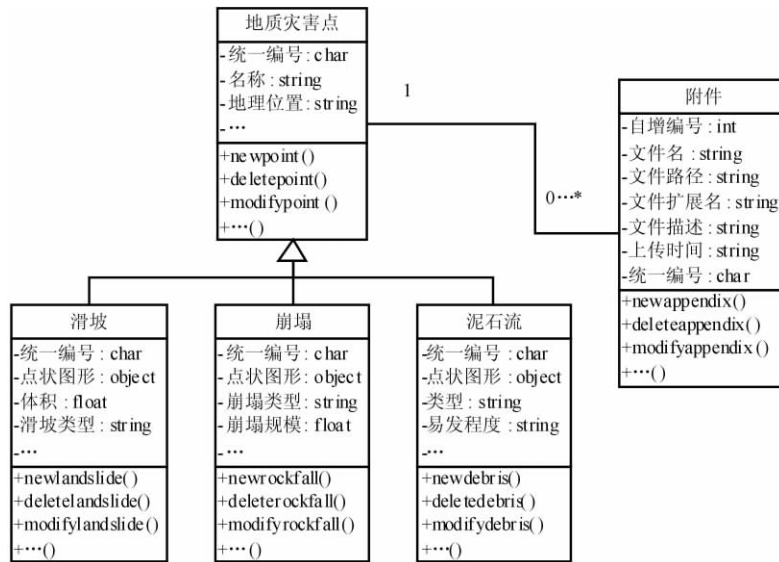 地质灾害点
-统一编号:char
-名称:string
-地理位置:string
-…
+newpoint()
+deletepoint()
+modifypoint()
+…()
1
0…*
附件
-自增编号:int
-文件名:string
-文件路径:string
-文件扩展名:string
-文件描述:string
-上传时间:string
-统一编号:char
+newappendix()
+deleteappendix()
+modifyappendix()
+…()
滑坡
-统一编号:char
-点状图形:object
-体积:float
-滑坡类型:string
-…
+newlandslide()
+deletelandslide()
+modifylandslide()
+…()
崩塌
-统一编号:char
-点状图形:object
-崩塌类型:string
-崩塌规模:float
-…
+newrockfall()
+deleterockfall()
+modifyrockfall()
+…()
泥石流
-统一编号:char
-点状图形:object
-类型:string
-易发程度:string
-…
+newdebris()
+deletedebris()
+modifydebris()
+…()